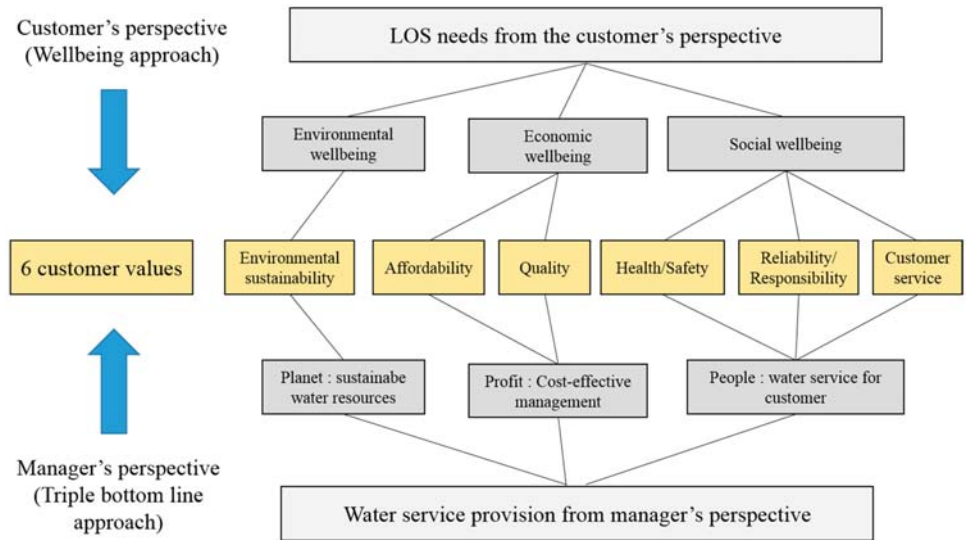 Customer's perspective
(Wellbeing approach)
LOS needs from the customer's perspective
Environmental
wellbeing
Economic
wellbeing
Social wellbeing
6 customer values
Environmental
sustainability
Affordability
Quality
Health/Safety
Reliability/
Responsibility
Customer
service
Planet : sustainabe
water resources
Profit : Cost-effective
management
People : water service for
customer
Manager's perspective
(Triple bottom line
approach)
Water service provision from manager's perspective